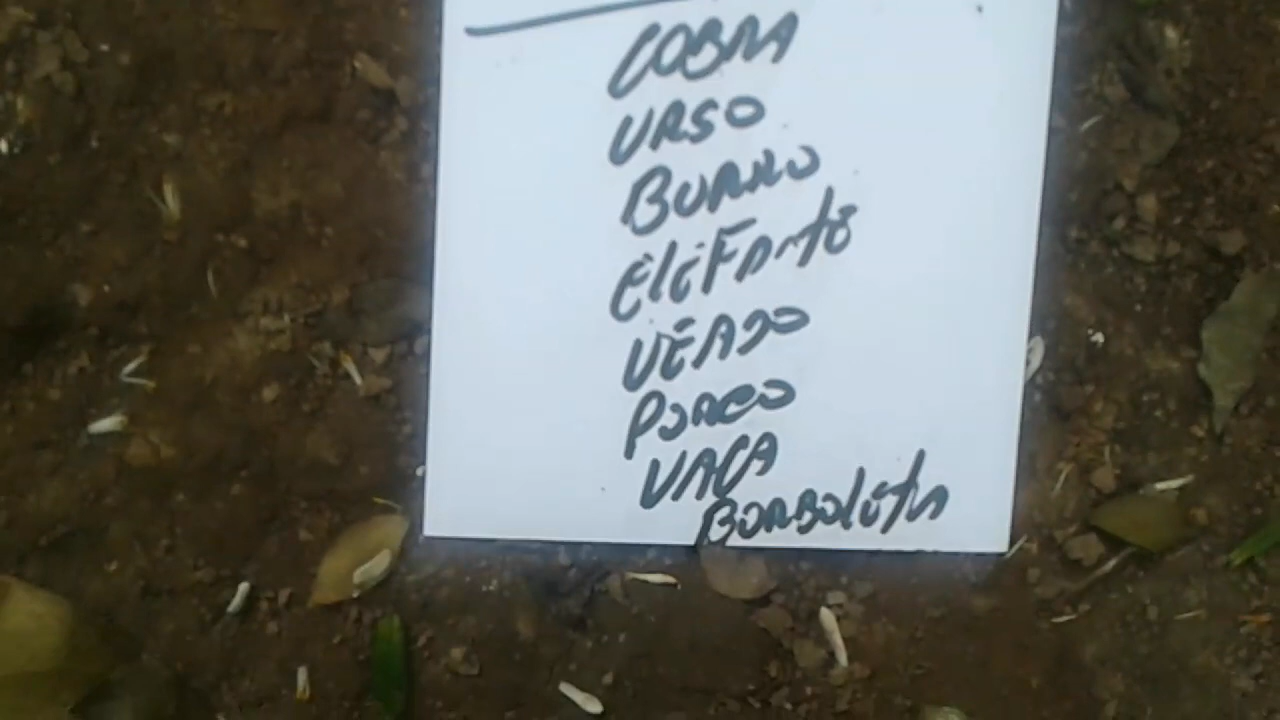 COBRA
URSO
BURRO
ElEFANTE
VEADO
PORCO
VACA
BORBOlETA